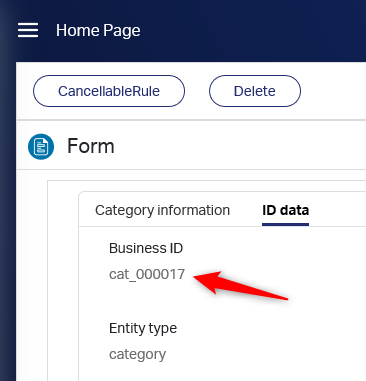 Home Page
CancellableRule Delete
Form
Category information ID data
Business ID
cat_000017
Entity type
category